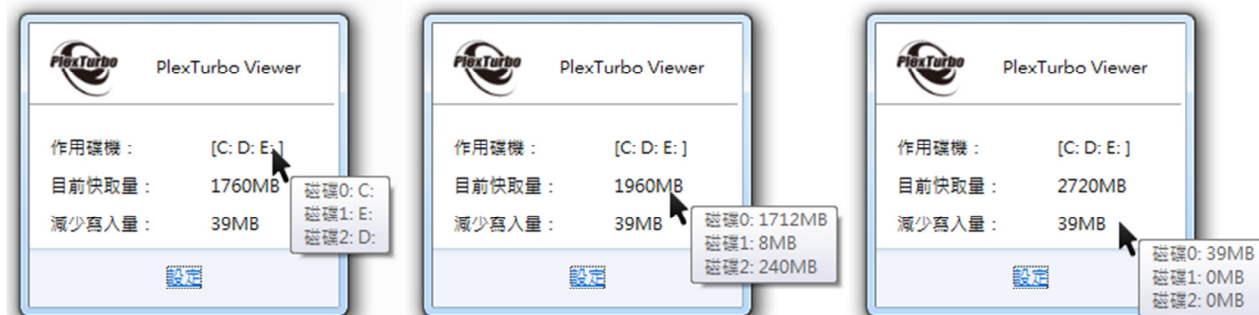 PlexTurbo
PlexTurbo Viewer
作用碟機： [C: D: E: ]
目前快取量： 1760MB
減少寫入量： 39MB
磁碟0: C:
磁碟1: E:
磁碟2: D:
設定
PlexTurbo
PlexTurbo Viewer
作用碟機： [C: D: E: ]
目前快取量： 1960MB
減少寫入量： 39MB
磁碟0: 1712MB
磁碟1: 8MB
磁碟2: 240MB
設定
PlexTurbo
PlexTurbo Viewer
作用碟機： [C: D: E: ]
目前快取量： 2720MB
減少寫入量： 39MB
磁碟0: 39MB
磁碟1: 0MB
磁碟2: 0MB
設定